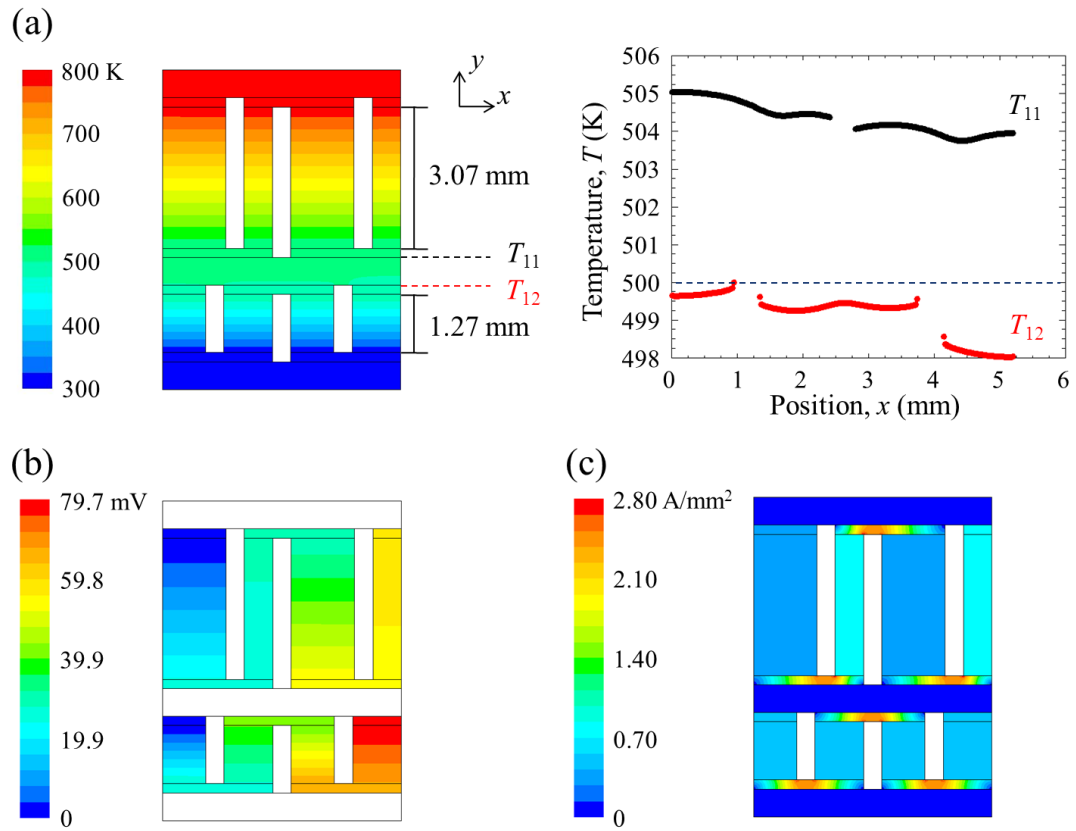 (a)
800 K
700
600
500
400
300
y
x
3.07 mm
T11
T12
1.27 mm
Temperature, T (K)
506
505
504
503
502
501
500
499
498
T11
T12
0
1
2
3
4
5
6
Position, x (mm)
(b)
79.7 mV
59.8
39.9
19.9
0
(c)
2.80 A/mm²
2.10
1.40
0.70
0